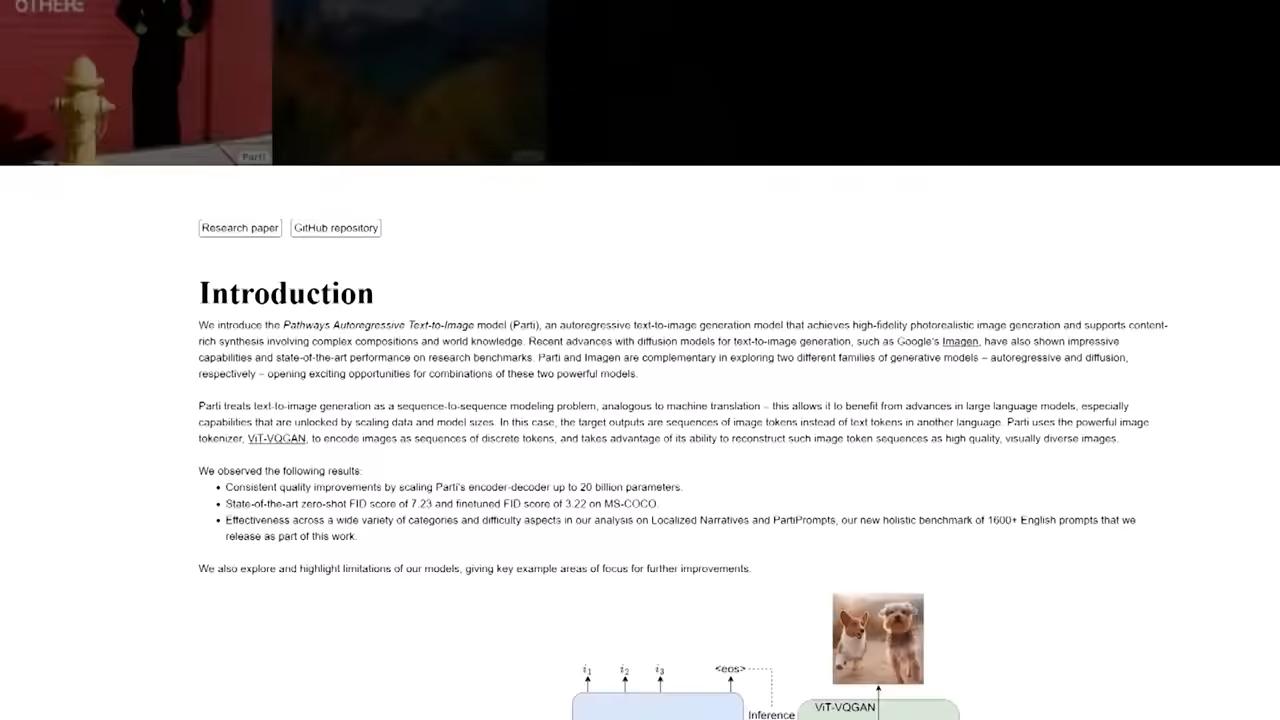 OTHER
Parti
Research paper
GitHub repository
Introduction
We introduce the Pathways Autoregressive Text-to-Image model (Parti), an autoregressive text-to-image generation model that achieves high-fidelity photorealistic image generation and supports content-
rich synthesis involving complex compositions and world knowledge. Recent advances with diffusion models for text-to-image generation, such as Google's Imagen, have also shown impressive
capabilities and state-of-the-art performance on research benchmarks. Parti and Imagen are complementary in exploring two different families of generative models – autoregressive and diffusion,
respectively – opening exciting opportunities for combinations of these two powerful models.
Parti treats text-to-image generation as a sequence-to-sequence modeling problem, analogous to machine translation – this allows it to benefit from advances in large language models, especially
capabilities that are unlocked by scaling data and model sizes. In this case, the target outputs are sequences of image tokens instead of text tokens in another language. Parti uses the powerful image
tokenizer, ViT-VQGAN, to encode images as sequences of discrete tokens, and takes advantage of its ability to reconstruct such image token sequences as high quality, visually diverse images.
We observed the following results:
• Consistent quality improvements by scaling Parti's encoder-decoder up to 20 billion parameters.
• State-of-the-art zero-shot FID score of 7.23 and finetuned FID score of 3.22 on MS-COCO.
• Effectiveness across a wide variety of categories and difficulty aspects in our analysis on Localized Narratives and PartiPrompts, our new holistic benchmark of 1600+ English prompts that we
release as part of this work.
We also explore and highlight limitations of our models, giving key example areas of focus for further improvements.
i1 i2 i3 <eos>
Inference
ViT-VQGAN